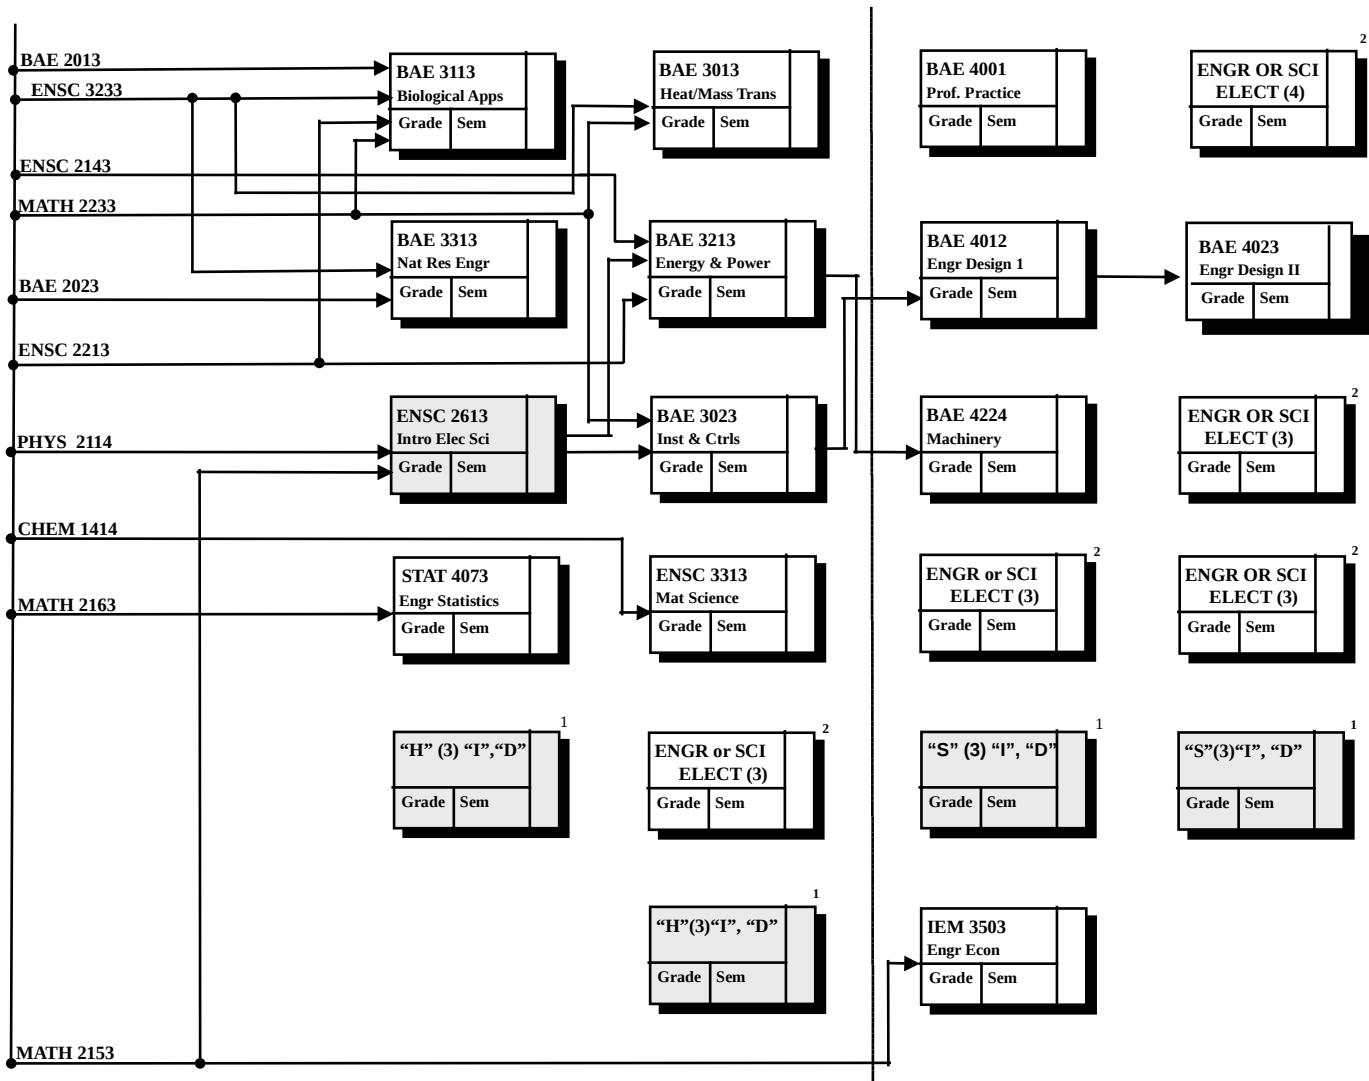 BAE 2013
ENSC 3233
ENSC 2143
MATH 2233
BAE 2023
ENSC 2213
PHYS 2114
CHEM 1414
MATH 2163
MATH 2153
BAE 3113
Biological Apps
Grade Sem
BAE 3313
Nat Res Engr
Grade Sem
ENSC 2613
Intro Elec Sci
Grade Sem
STAT 4073
Engr Statistics
Grade Sem
1
“H” (3) “I”,“D”
Grade Sem
BAE 3013
Heat/Mass Trans
Grade Sem
BAE 3213
Energy & Power
Grade Sem
BAE 3023
Inst & Ctrls
Grade Sem
ENSC 3313
Mat Science
Grade Sem
2
ENGR or SCI
ELECT (3)
Grade Sem
1
“H”(3)“I”, “D”
Grade Sem
BAE 4001
Prof. Practice
Grade Sem
BAE 4012
Engr Design 1
Grade Sem
BAE 4224
Machinery
Grade Sem
2
ENGR or SCI
ELECT (3)
Grade Sem
1
“S” (3) “I”, “D”
Grade Sem
IEM 3503
Engr Econ
Grade Sem
2
ENGR OR SCI
ELECT (4)
Grade Sem
BAE 4023
Engr Design II
Grade Sem
2
ENGR OR SCI
ELECT (3)
Grade Sem
2
ENGR OR SCI
ELECT (3)
Grade Sem
1
“S”(3)“I”, “D”
Grade Sem